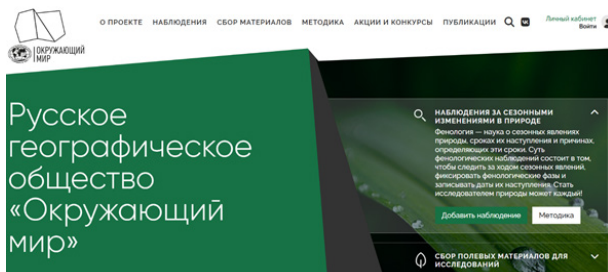 О ПРОЕКТЕ НАБЛЮДЕНИЯ СБОР МАТЕРИАЛОВ МЕТОДИКА АКЦИИ И КОНКУРСЫ ПУБЛИКАЦИИ
Личный кабинет
Войти
ОКРУЖАЮЩИЙ
МИР
Русское
географическое
общество
«Окружающий
мир»
НАБЛЮДЕНИЯ ЗА СЕЗОННЫМИ
ИЗМЕНЕНИЯМИ В ПРИРОДЕ
Фенология — наука о сезонных явлениях
природы, сроках их наступления и причинах,
определяющих эти сроки. Суть
фенологических наблюдений состоит в том,
чтобы следить за ходом сезонных явлений,
фиксировать фенологические фазы и
записывать даты их наступления. Стать
исследователем природы может каждый!
Добавить наблюдение Методика
СБОР ПОЛЕВЫХ МАТЕРИАЛОВ ДЛЯ
ИССЛЕДОВАНИЙ